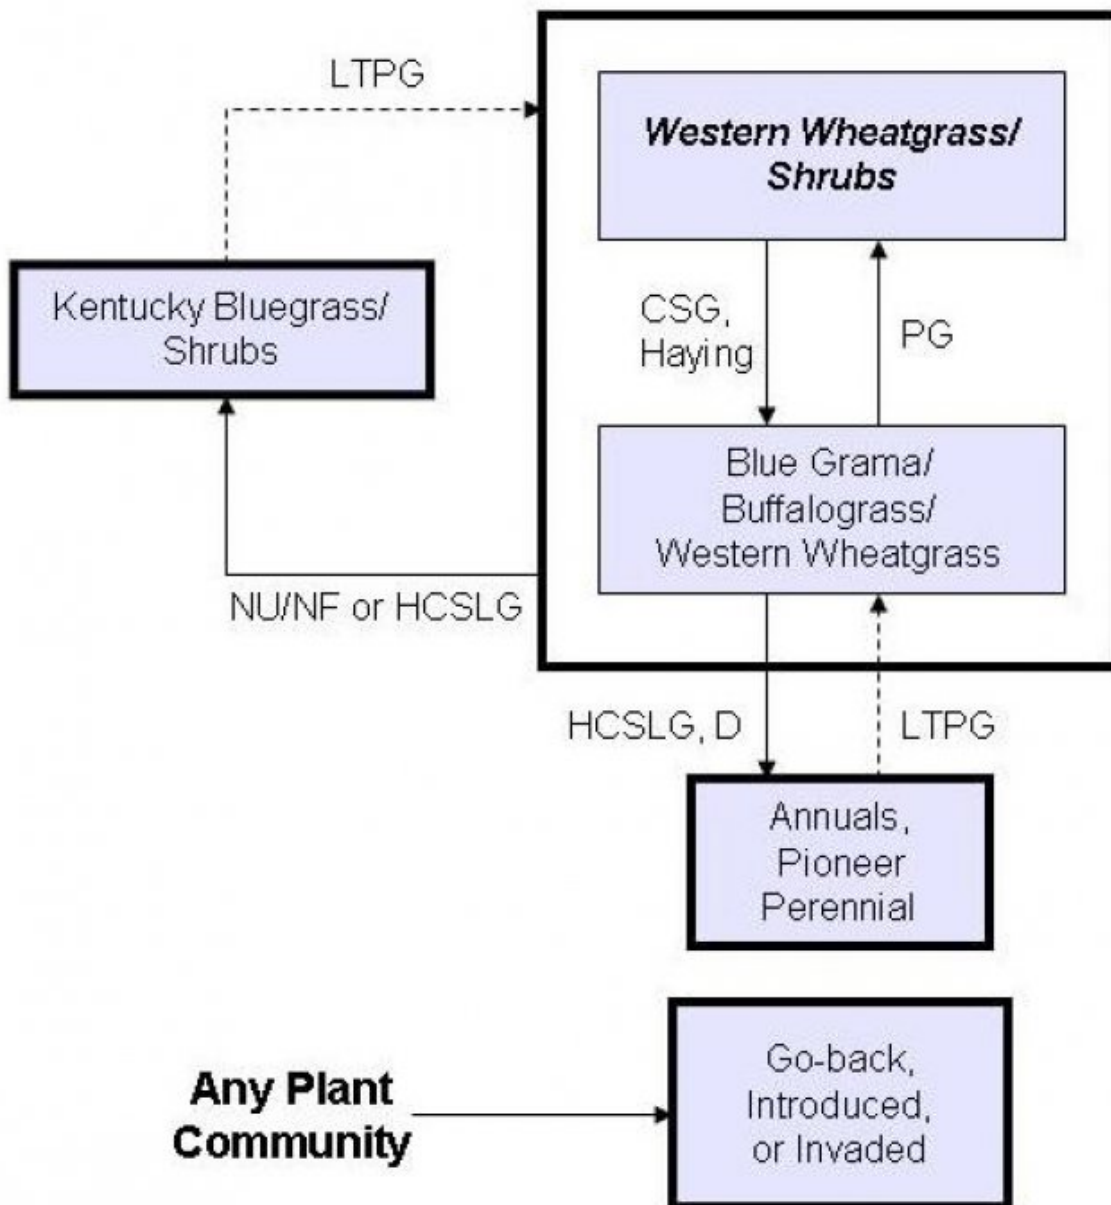 LTPG
Western Wheatgrass/
Shrubs
Kentucky Bluegrass/
Shrubs
CSG,
Haying
PG
Blue Grama/
Buffalograss/
Western Wheatgrass
NU/NF or HCSLG
HCSLG, D
LTPG
Annuals,
Pioneer
Perennial
Any Plant
Community
Go-back,
Introduced,
or Invaded